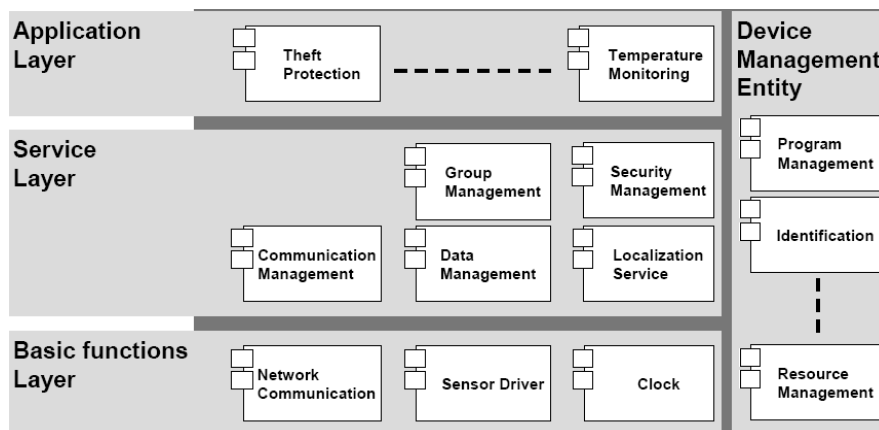 Application
Layer
Theft
Protection
Temperature
Monitoring
Service
Layer
Group
Management
Security
Management
Communication
Management
Data
Management
Localization
Service
Basic functions
Layer
Network
Communication
Sensor Driver
Clock
Device
Management
Entity
Program
Management
Identification
Resource
Management